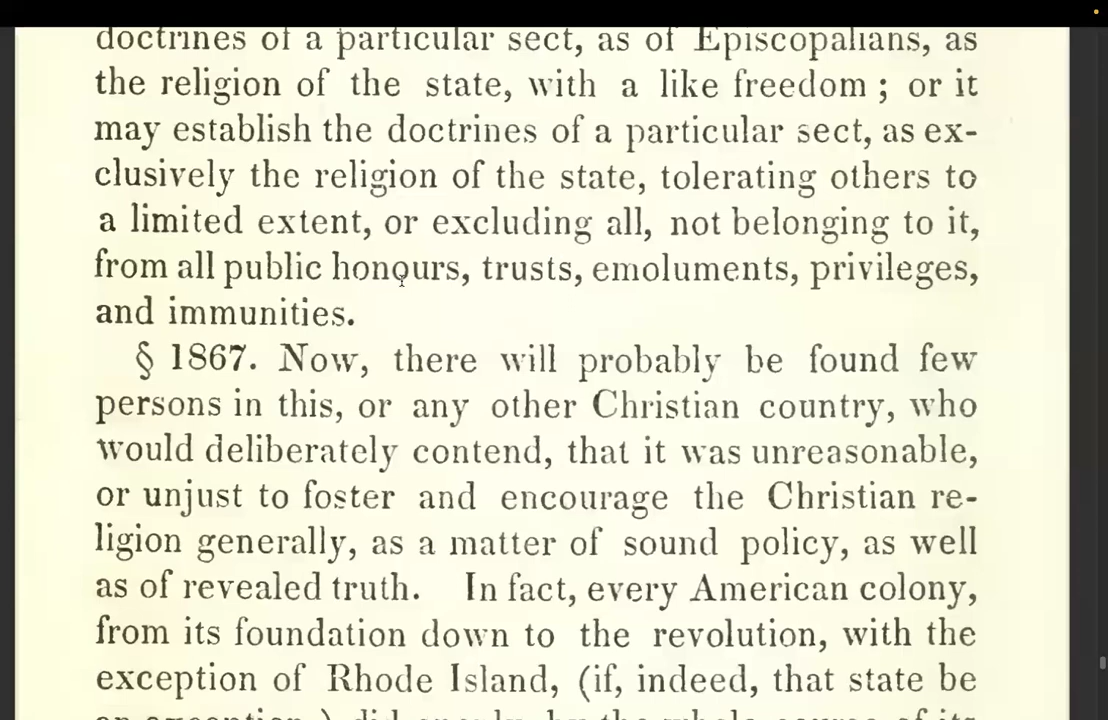 doctrines of a particular sect, as of Episcopalians, as
the religion of the state, with a like freedom ; or it
may establish the doctrines of a particular sect, as ex-
clusively the religion of the state, tolerating others to
a limited extent, or excluding all, not belonging to it,
from all public honours, trusts, emoluments, privileges,
and immunities.
§ 1867. Now, there will probably be found few
persons in this, or any other Christian country, who
would deliberately contend, that it was unreasonable,
or unjust to foster and encourage the Christian re-
ligion generally, as a matter of sound policy, as well
as of revealed truth. In fact, every American colony,
from its foundation down to the revolution, with the
exception of Rhode Island, (if, indeed, that state be